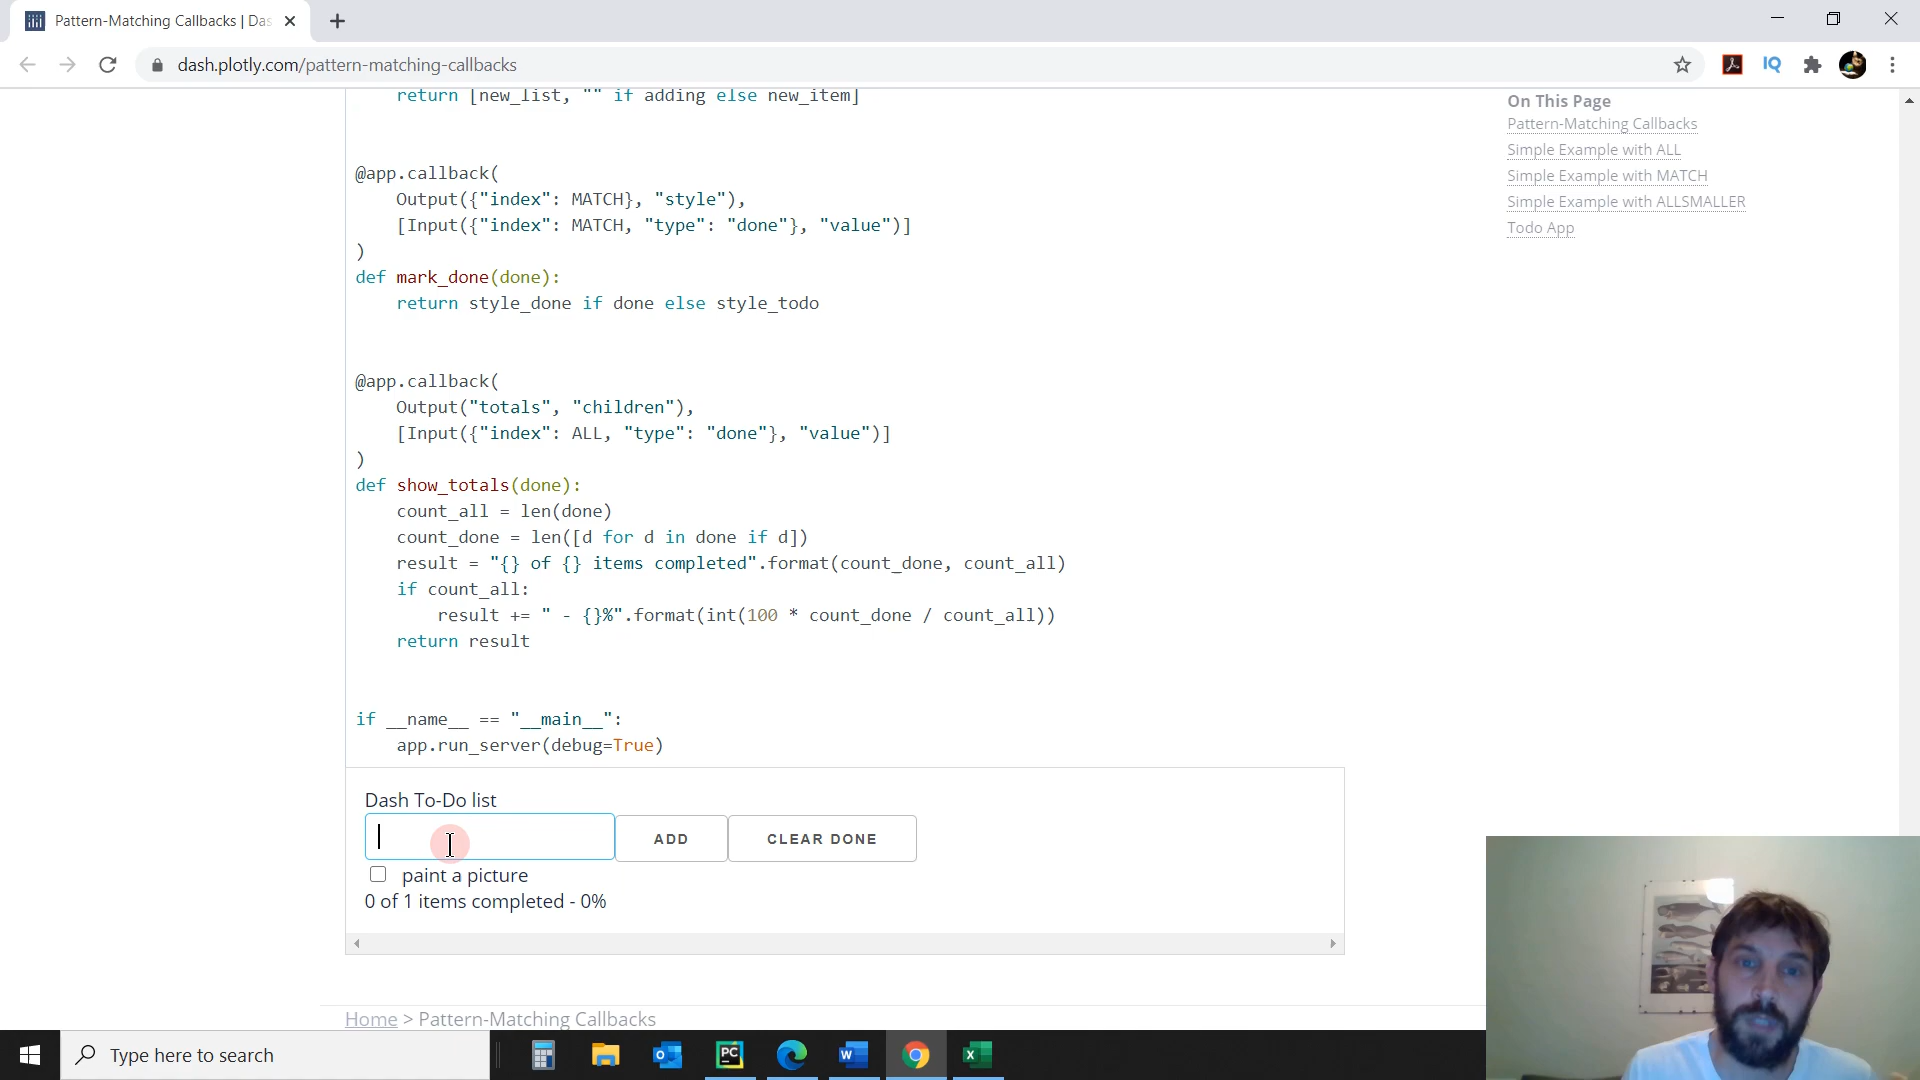 Pattern-Matching Callbacks | Das
dash.plotly.com/pattern-matching-callbacks
IQ
return [new_list, "" if adding else new_item]
@app.callback(
Output({"index": MATCH}, "style"),
[Input({"index": MATCH, "type": "done"}, "value")]
)
def mark_done(done):
return style_done if done else style_todo
@app.callback(
Output("totals", "children"),
[Input({"index": ALL, "type": "done"}, "value")]
)
def show_totals(done):
count_all = len(done)
count_done = len([d for d in done if d])
result = "{} of {} items completed".format(count_done, count_all)
if count_all:
result += " - {}%".format(int(100 * count_done / count_all))
return result
if __name__ == "__main__":
app.run_server(debug=True)
On This Page
Pattern-Matching Callbacks
Simple Example with ALL
Simple Example with MATCH
Simple Example with ALLSMALLER
Todo App
Dash To-Do list
ADD
CLEAR DONE
paint a picture
0 of 1 items completed - 0%
Home > Pattern-Matching Callbacks
Type here to search
PC
W
X